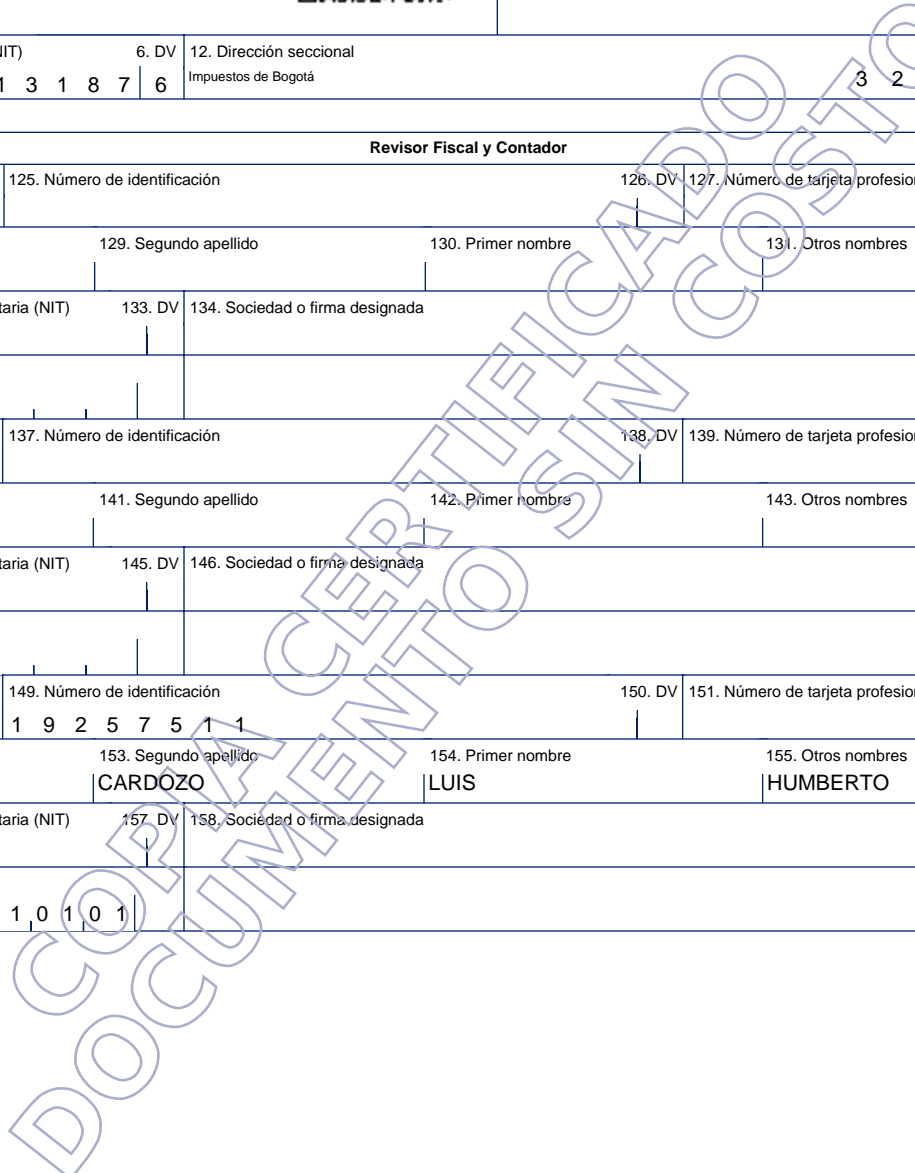 NIT) 6. DV 12. Dirección seccional
1 3 1 8 7 6 Impuestos de Bogotá 3 2
Revisor Fiscal y Contador
125. Número de identificación 126. DV 127. Número de tarjeta profesion
129. Segundo apellido 130. Primer nombre 131. Otros nombres
taria (NIT) 133. DV 134. Sociedad o firma designada
137. Número de identificación 138. DV 139. Número de tarjeta profesion
141. Segundo apellido 142. Primer nombre 143. Otros nombres
taria (NIT) 145. DV 146. Sociedad o firma designada
149. Número de identificación 150. DV 151. Número de tarjeta profesion
1 9 2 5 7 5 1 1
153. Segundo apellido 154. Primer nombre 155. Otros nombres
CARDOZO LUIS HUMBERTO
taria (NIT) 157. DV 158. Sociedad o firma designada
1 0 1 0 1
COPIA CERTIFICADO
DOCUMENTO SIN COSTO